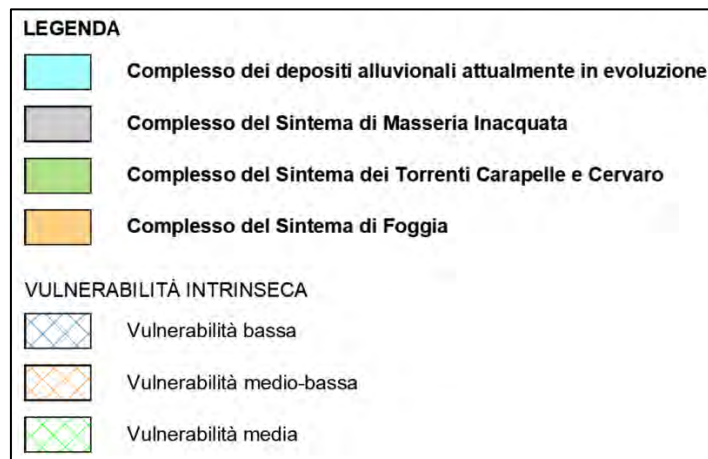 LEGENDA
Complesso dei depositi alluvionali attualmente in evoluzione
Complesso del Sintema di Masseria Inacquata
Complesso del Sintema dei Torrenti Carapelle e Cervaro
Complesso del Sintema di Foggia
VULNERABILITÀ INTRINSECA
Vulnerabilità bassa
Vulnerabilità medio-bassa
Vulnerabilità media